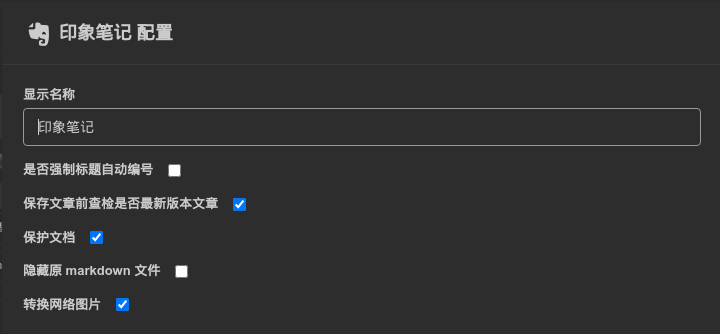 印象笔记 配置
显示名称
印象笔记
是否强制标题自动编号
保存文章前查检是否最新版本文章
保护文档
隐藏原 markdown 文件
转换网络图片